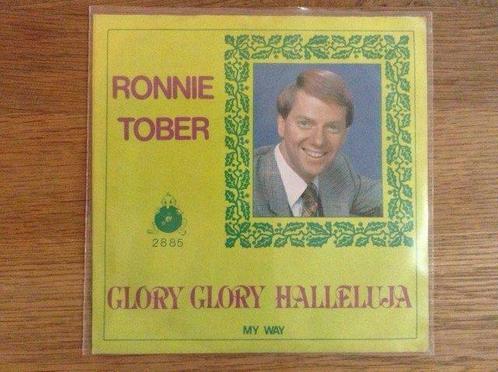 RONNIE
TOBER
2885
GLORY GLORY HALLELUJA
MY WAY